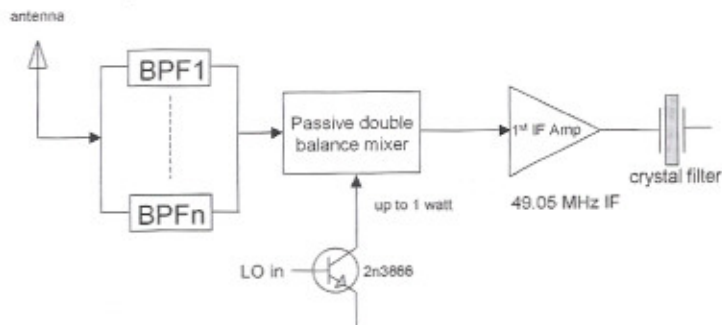 antenna
BPF1
BPFn
Passive double
balance mixer
up to 1 watt
LO in
2n3866
1st IF Amp
49.05 MHz IF
crystal filter